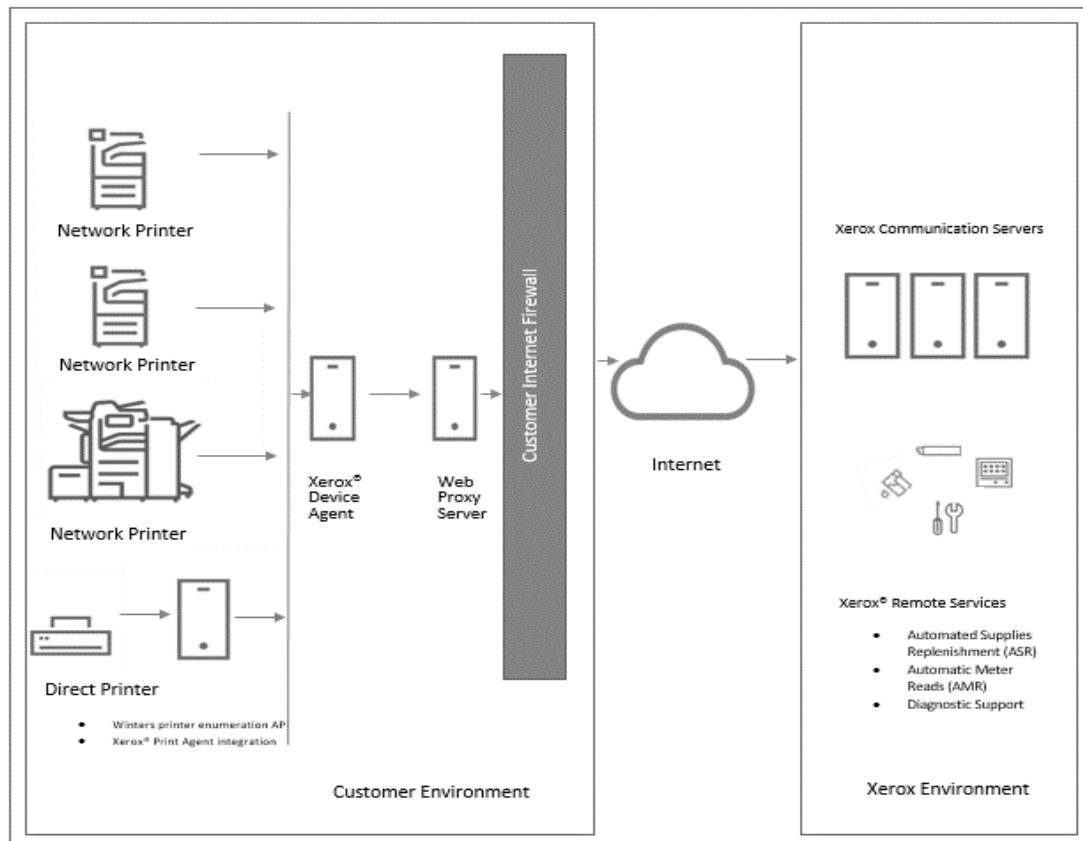 Network Printer
Network Printer
Network Printer
Direct Printer
• Winters printer enumeration AP
• Xerox® Print Agent integration
Xerox®
Device
Agent
Web
Proxy
Server
Customer Internet Firewall
Customer Environment
Internet
Xerox Communication Servers
Xerox® Remote Services
• Automated Supplies
Replenishment (ASR)
• Automatic Meter
Reads (AMR)
• Diagnostic Support
Xerox Environment